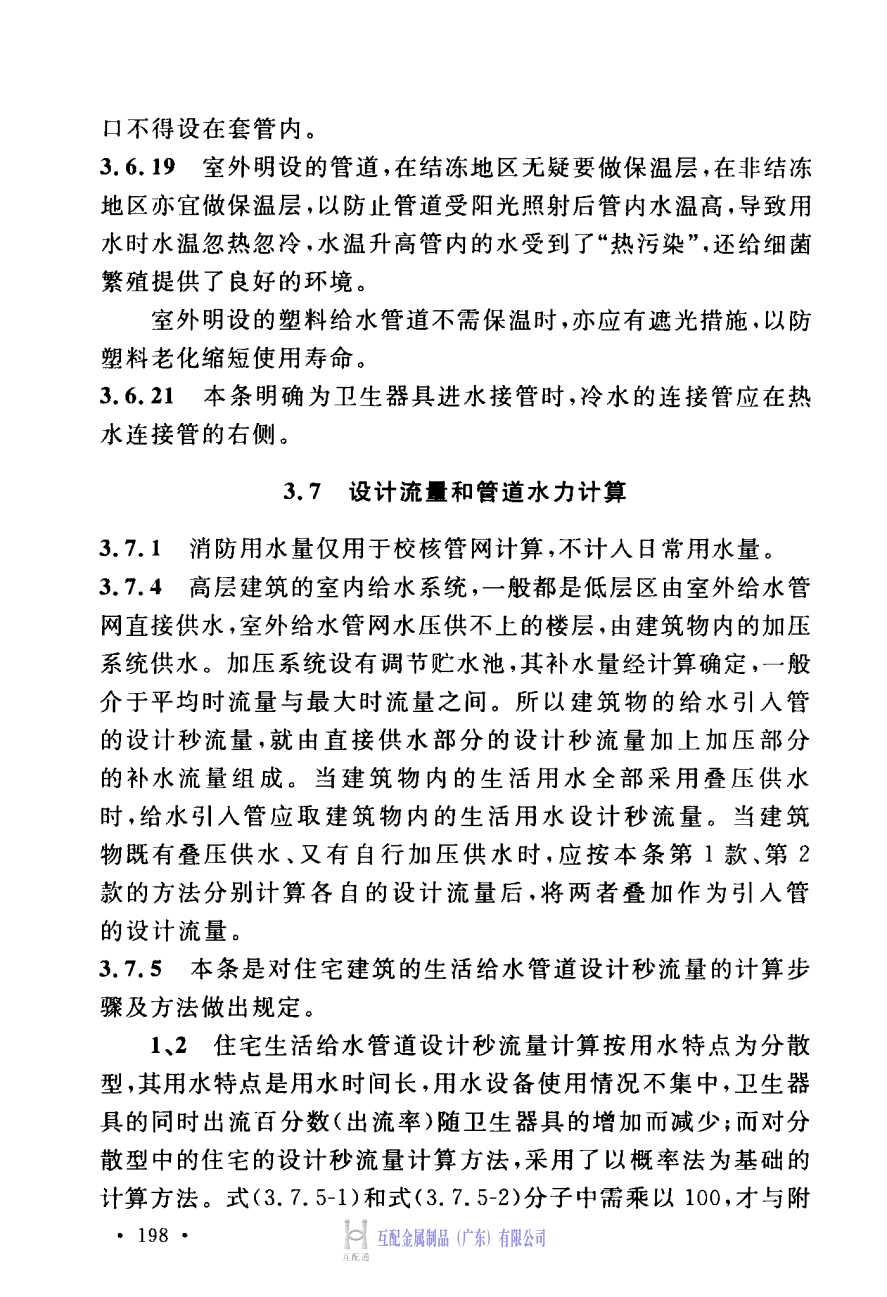 口不得设在套管内。
3.6.19 室外明设的管道,在结冻地区无疑要做保温层,在非结冻
地区亦宜做保温层,以防止管道受阳光照射后管内水温高,导致用
水时水温忽热忽冷,水温升高管内的水受到了“热污染”,还给细菌
繁殖提供了良好的环境。
室外明设的塑料给水管道不需保温时,亦应有遮光措施,以防
塑料老化缩短使用寿命。
3.6.21 本条明确为卫生器具进水接管时,冷水的连接管应在热
水连接管的右侧。
3.7 设计流量和管道水力计算
3.7.1 消防用水量仅用于校核管网计算,不计入日常用水量。
3.7.4 高层建筑的室内给水系统,一般都是低层区由室外给水管
网直接供水,室外给水管网水压供不上的楼层,由建筑物内的加压
系统供水。加压系统设有调节贮水池,其补水量经计算确定,一般
介于平均时流量与最大时流量之间。所以建筑物的给水引入管
的设计秒流量,就由直接供水部分的设计秒流量加上加压部分
的补水流量组成。当建筑物内的生活用水全部采用叠压供水
时,给水引入管应取建筑物内的生活用水设计秒流量。当建筑
物既有叠压供水、又有自行加压供水时,应按本条第 1 款、第 2
款的方法分别计算各自的设计流量后,将两者叠加作为引入管
的设计流量。
3.7.5 本条是对住宅建筑的生活给水管道设计秒流量的计算步
骤及方法做出规定。
1、2 住宅生活给水管道设计秒流量计算按用水特点为分散
型,其用水特点是用水时间长,用水设备使用情况不集中,卫生器
具的同时出流百分数(出流率)随卫生器具的增加而减少;而对分
散型中的住宅的设计秒流量计算方法,采用了以概率法为基础的
计算方法。式(3.7.5-1)和式(3.7.5-2)分子中需乘以 100,才与附
• 198 •
互配金属制品（广东）有限公司
互配通